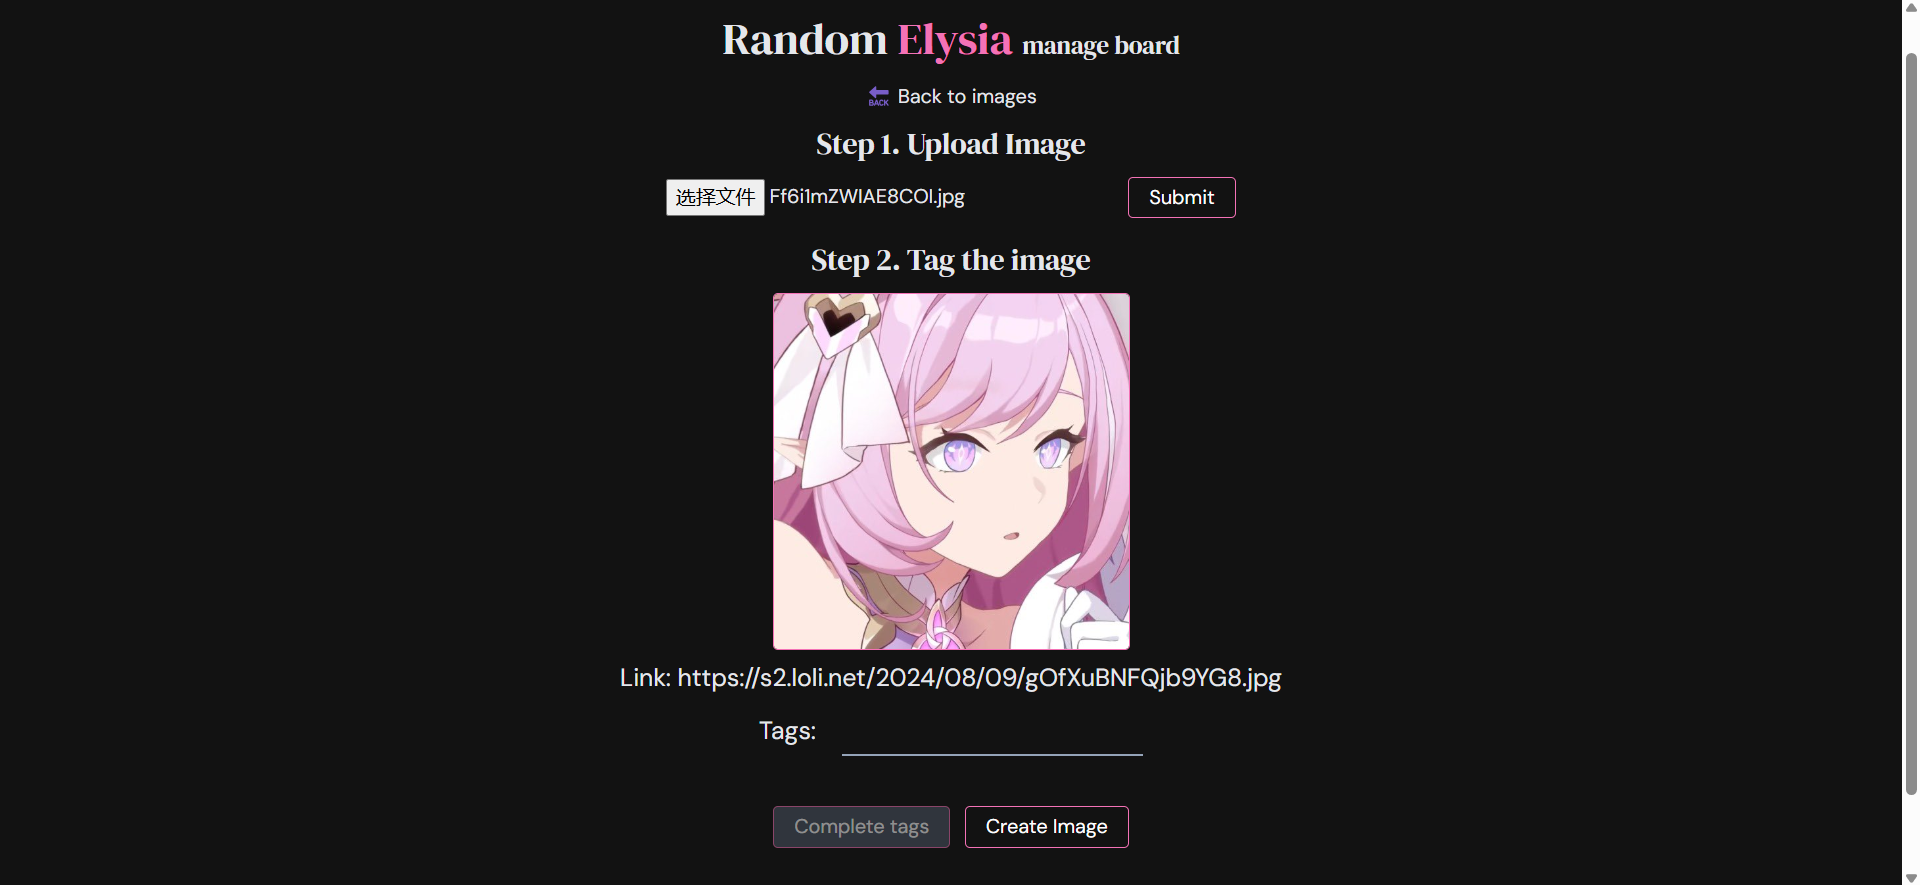 Random Elysia manage board
BACK Back to images
Step 1. Upload Image
选择文件 Ff6i1mZWIAE8COI.jpg Submit
Step 2. Tag the image
Link: https://s2.loli.net/2024/08/09/gOfXuBNFQjb9YG8.jpg
Tags:
Complete tags Create Image